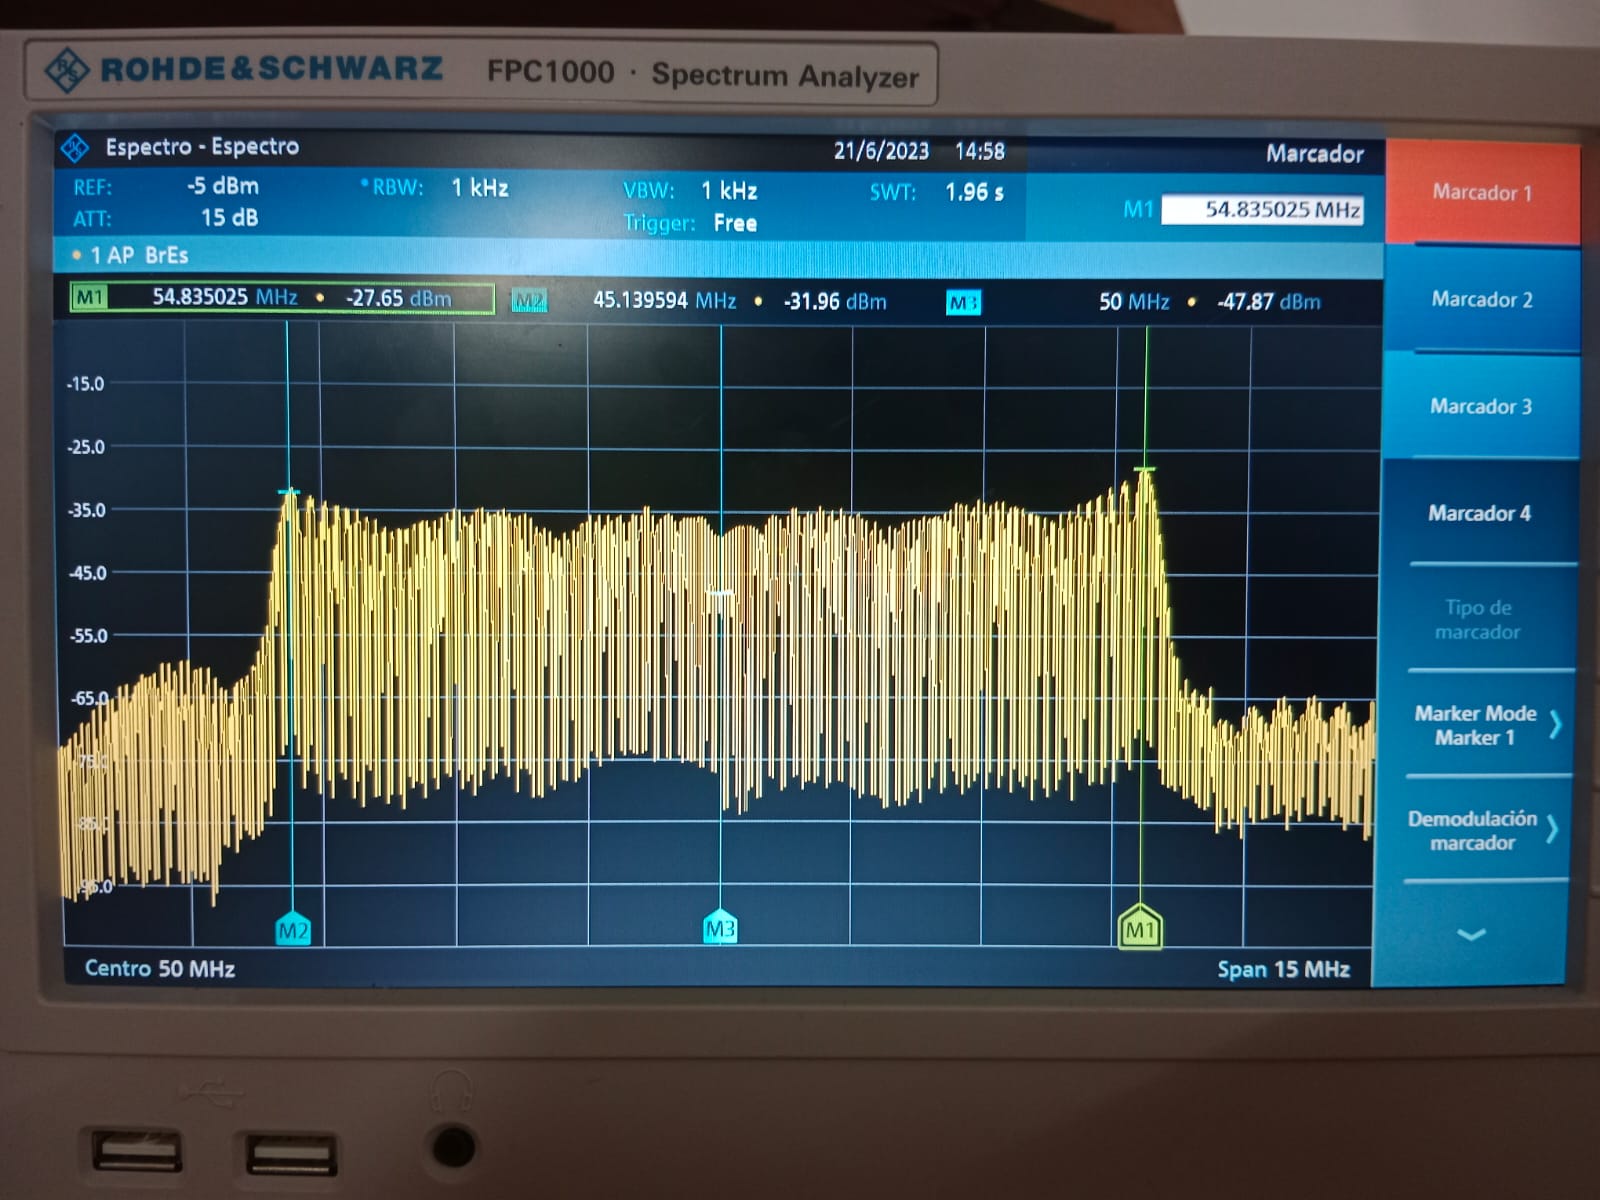 ROHDE&SCHWARZ FPC1000 · Spectrum Analyzer
Espectro - Espectro 21/6/2023 14:58 Marcador
REF: -5 dBm RBW: 1 kHz VBW: 1 kHz SWT: 1.96 s
ATT: 15 dB Trigger: Free M1 54.835025 MHz
1 AP BrEs
M1 54.835025 MHz • -27.65 dBm M2 45.139594 MHz • -31.96 dBm M3 50 MHz • -47.87 dBm
-15.0
-25.0
-35.0
-45.0
-55.0
-65.0
-75.0
-85.0
-95.0
M2 M3 M1
Centro 50 MHz Span 15 MHz
Marcador 1
Marcador 2
Marcador 3
Marcador 4
Tipo de
marcador
Marker Mode
Marker 1
Demodulación
marcador